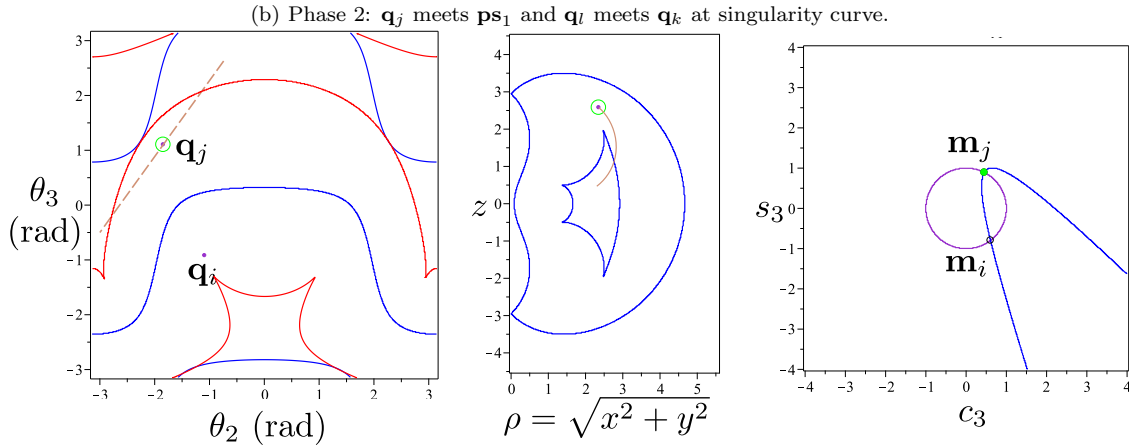 (b) Phase 2: q_j meets ps_1 and q_l meets q_k at singularity curve.
3
2
1
0
−1
−2
−3
−3 −2 −1 0 1 2 3
θ_3
(rad)
θ_2 (rad)
q_j
q_i
4
3
2
1
0
−1
−2
−3
−4
0 1 2 3 4 5
z
ρ = √x² + y²
4
3
2
1
0
−1
−2
−3
−4
−4 −3 −2 −1 0 1 2 3 4
s_3
c_3
m_j
m_i